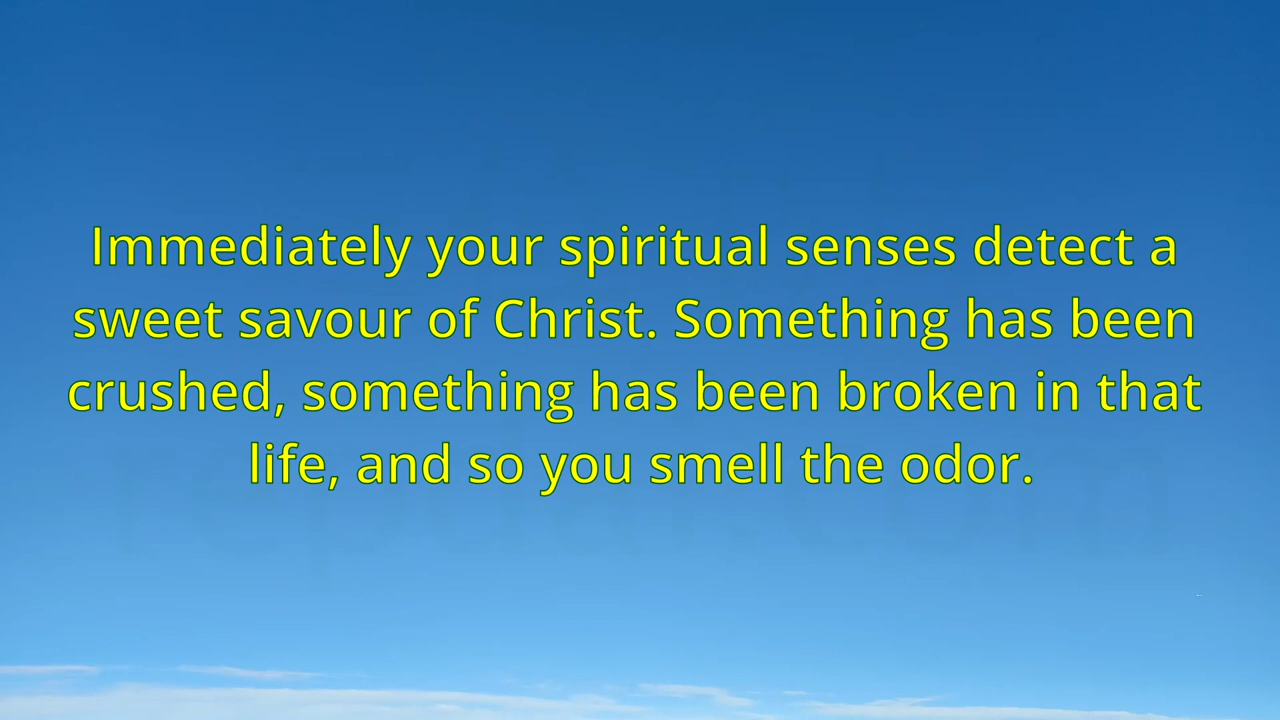 Immediately your spiritual senses detect a
sweet savour of Christ. Something has been
crushed, something has been broken in that
life, and so you smell the odor.